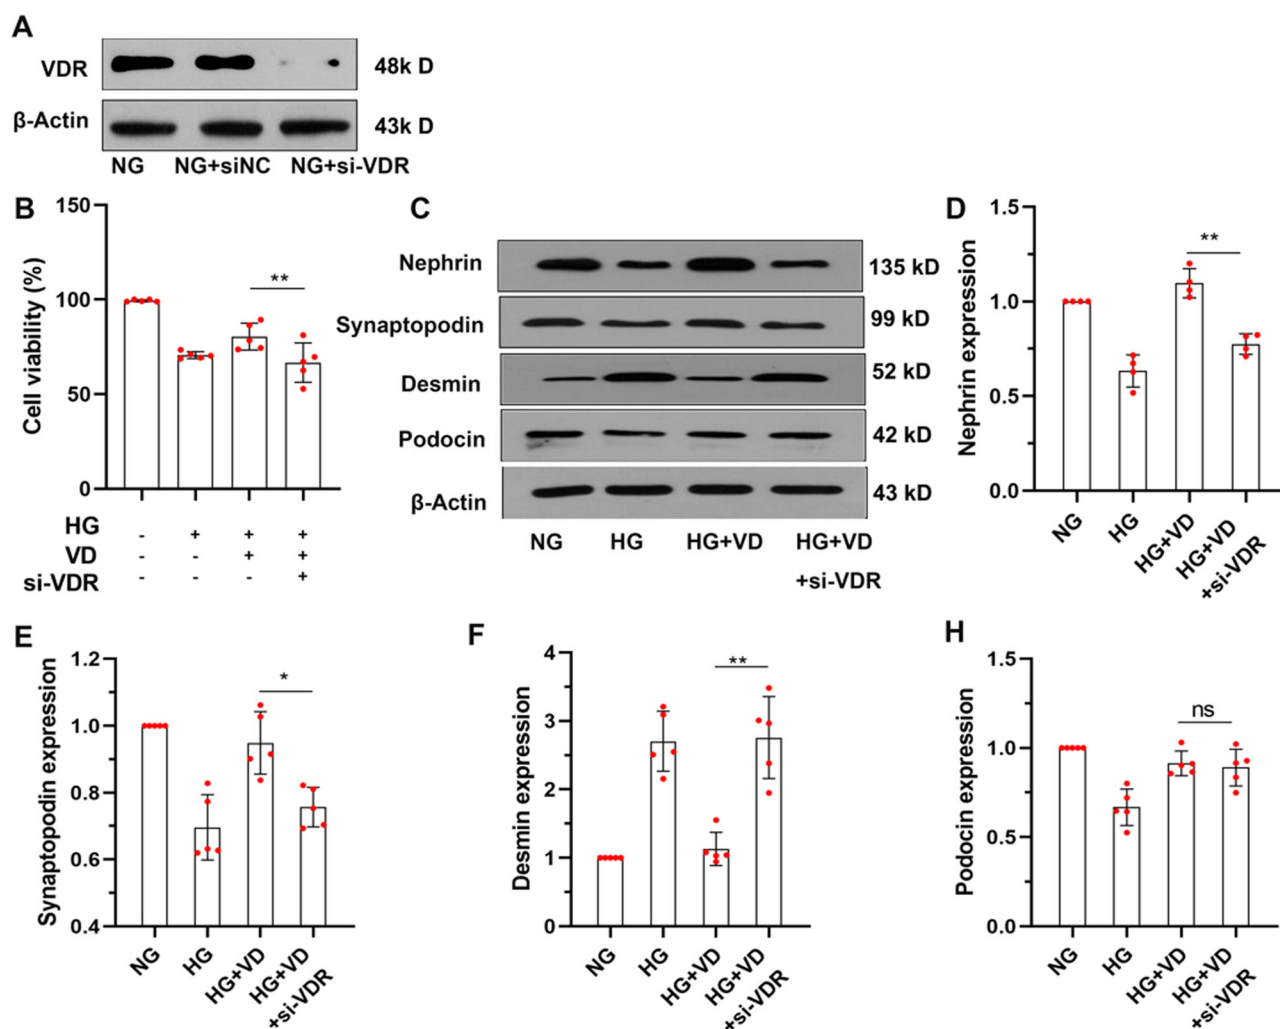 A
VDR
48k D
β-Actin
43k D
NG NG+siNC NG+si-VDR
B
Cell viability (%)
150
100
50
0
**
HG - + + +
VD - - + +
si-VDR - - - +
C
Nephrin 135 kD
Synaptopodin 99 kD
Desmin 52 kD
Podocin 42 kD
β-Actin 43 kD
NG HG HG+VD HG+VD
+si-VDR
D
Nephrin expression
1.5
1.0
0.5
0.0
**
NG
HG
HG+VD
HG+VD
+si-VDR
E
Synaptopodin expression
1.2
1.0
0.8
0.6
0.4
*
NG
HG
HG+VD
HG+VD
+si-VDR
F
Desmin expression
4
3
2
1
0
**
NG
HG
HG+VD
HG+VD
+si-VDR
H
Podocin expression
1.5
1.0
0.5
0.0
ns
NG
HG
HG+VD
HG+VD
+si-VDR